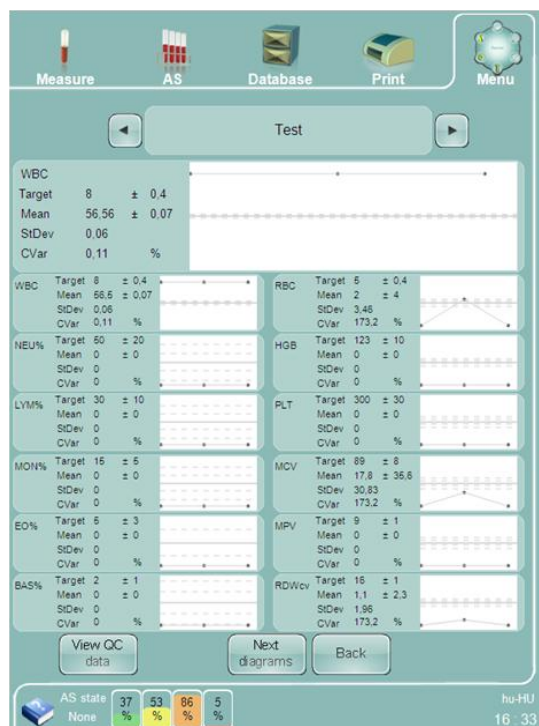 Measure AS Database Print Menu
Test
WBC
Target 8 ± 0,4
Mean 56,56 ± 0,07
StDev 0,06
CVar 0,11 %
WBC Target 8 ± 0,4
Mean 56,5 ± 0,07
StDev 0,06
CVar 0,11 %
RBC Target 5 ± 0,4
Mean 2 ± 4
StDev 3,46
CVar 173,2 %
NEU% Target 50 ± 20
Mean 0 ± 0
StDev 0
CVar 0 %
HGB Target 123 ± 10
Mean 0 ± 0
StDev 0
CVar 0 %
LYM% Target 30 ± 10
Mean 0 ± 0
StDev 0
CVar 0 %
PLT Target 300 ± 30
Mean 0 ± 0
StDev 0
CVar 0 %
MON% Target 15 ± 5
Mean 0 ± 0
StDev 0
CVar 0 %
MCV Target 89 ± 8
Mean 17,8 ± 35,6
StDev 30,83
CVar 173,2 %
EO% Target 5 ± 3
Mean 0 ± 0
StDev 0
CVar 0 %
MPV Target 9 ± 1
Mean 0 ± 0
StDev 0
CVar 0 %
BAS% Target 2 ± 1
Mean 0 ± 0
StDev 0
CVar 0 %
RDWcv Target 16 ± 1
Mean 1,1 ± 2,3
StDev 1,96
CVar 173,2 %
View QC
data
Next
diagrams
Back
AS state
None
37
%
53
%
86
%
5
%
hu-HU
16 : 33